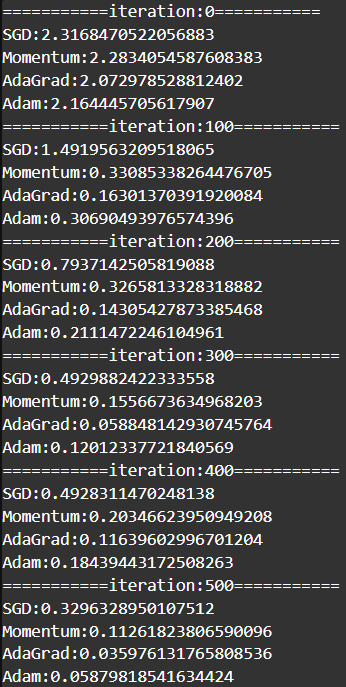 ===========iteration:0===========
SGD:2.3168470522056883
Momentum:2.2834054587608383
AdaGrad:2.072978528812402
Adam:2.164445705617907
===========iteration:100===========
SGD:1.4919563209518065
Momentum:0.33085338264476705
AdaGrad:0.16301370391920084
Adam:0.30690493976574396
===========iteration:200===========
SGD:0.7937142505819088
Momentum:0.3265813328318882
AdaGrad:0.14305427873385468
Adam:0.2111472246104961
===========iteration:300===========
SGD:0.4929882422333558
Momentum:0.1556673634968203
AdaGrad:0.058848142930745764
Adam:0.12012337721840569
===========iteration:400===========
SGD:0.4928311470248138
Momentum:0.20346623950949208
AdaGrad:0.11639602996701204
Adam:0.18439443172508263
===========iteration:500===========
SGD:0.3296328950107512
Momentum:0.11261823806590096
AdaGrad:0.035976131765808536
Adam:0.05879818541634424